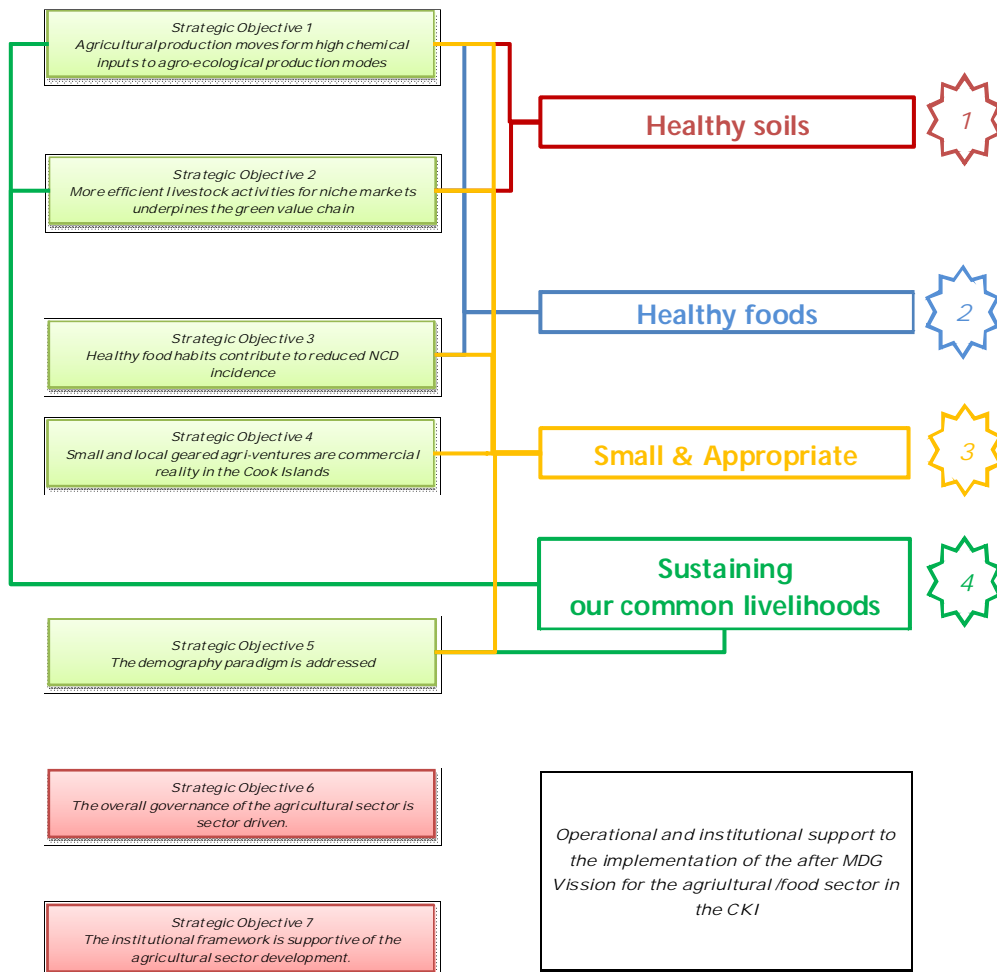 Strategic Objective 1
Agricultural production moves form high chemical
inputs to agro-ecological production modes
Healthy soils
1
Strategic Objective 2
More efficient livestock activities for niche markets
underpines the green value chain
Healthy foods
2
Strategic Objective 3
Healthy food habits contribute to reduced NCD
incidence
Strategic Objective 4
Small and local geared agri-ventures are commercial
reality in the Cook Islands
Small & Appropriate
3
Sustaining
our common livelihoods
4
Strategic Objective 5
The demography paradigm is addressed
Strategic Objective 6
The overall governance of the agricultural sector is
sector driven.
Operational and institutional support to
the implementation of the after MDG
Vission for the agriultural /food sector in
the CKI
Strategic Objective 7
The institutional framework is supportive of the
agricultural sector development.